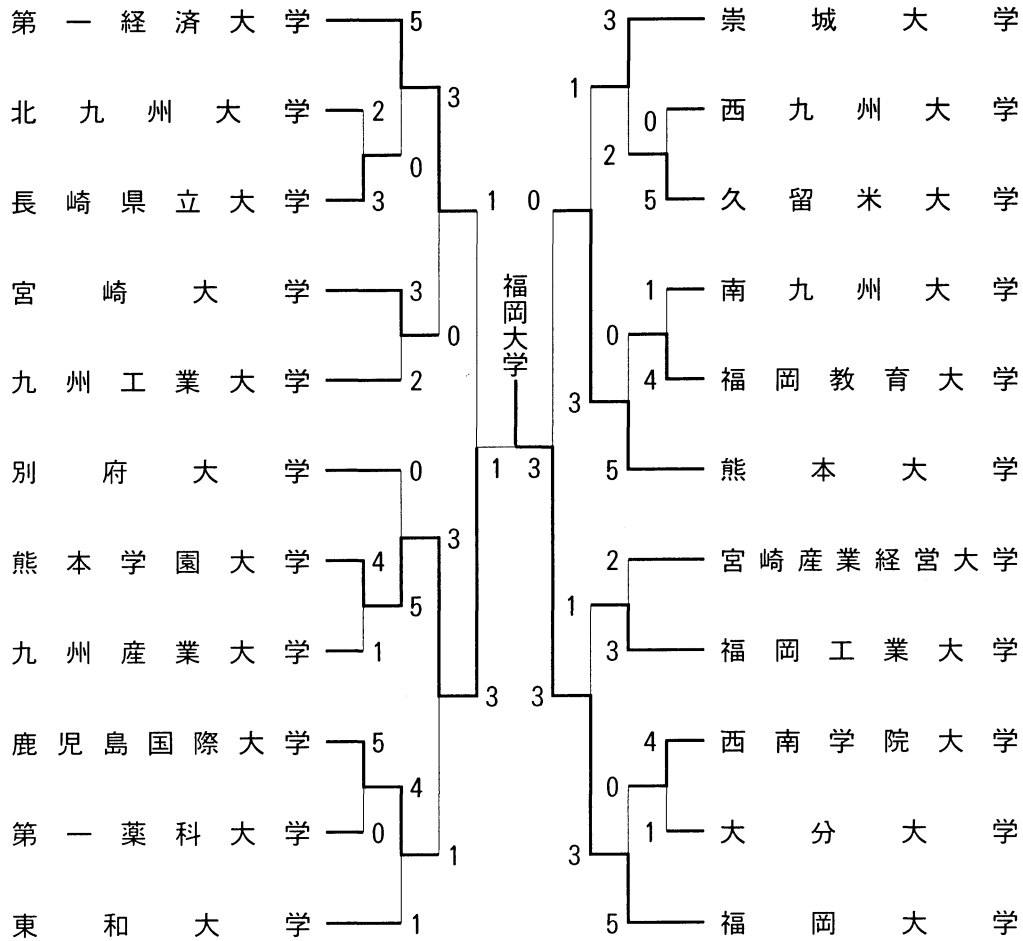 第一経済大学 5
3
北九州大学 2
0
長崎県立大学 3
1
宮崎大学 3
0
九州工業大学 2
別府大学 0
3
熊本学園大学 4
5
九州産業大学 1
3
鹿児島国際大学 5
4
第一薬科大学 0
1
東和大学 1
福岡大学
1 3
3 崇城大学
1
0 西九州大学
2
5 久留米大学
0
1 南九州大学
0
4 福岡教育大学
3
5 熊本大学
2 宮崎産業経営大学
1
3 福岡工業大学
3
4 西南学院大学
0
1 大分大学
3
5 福岡大学